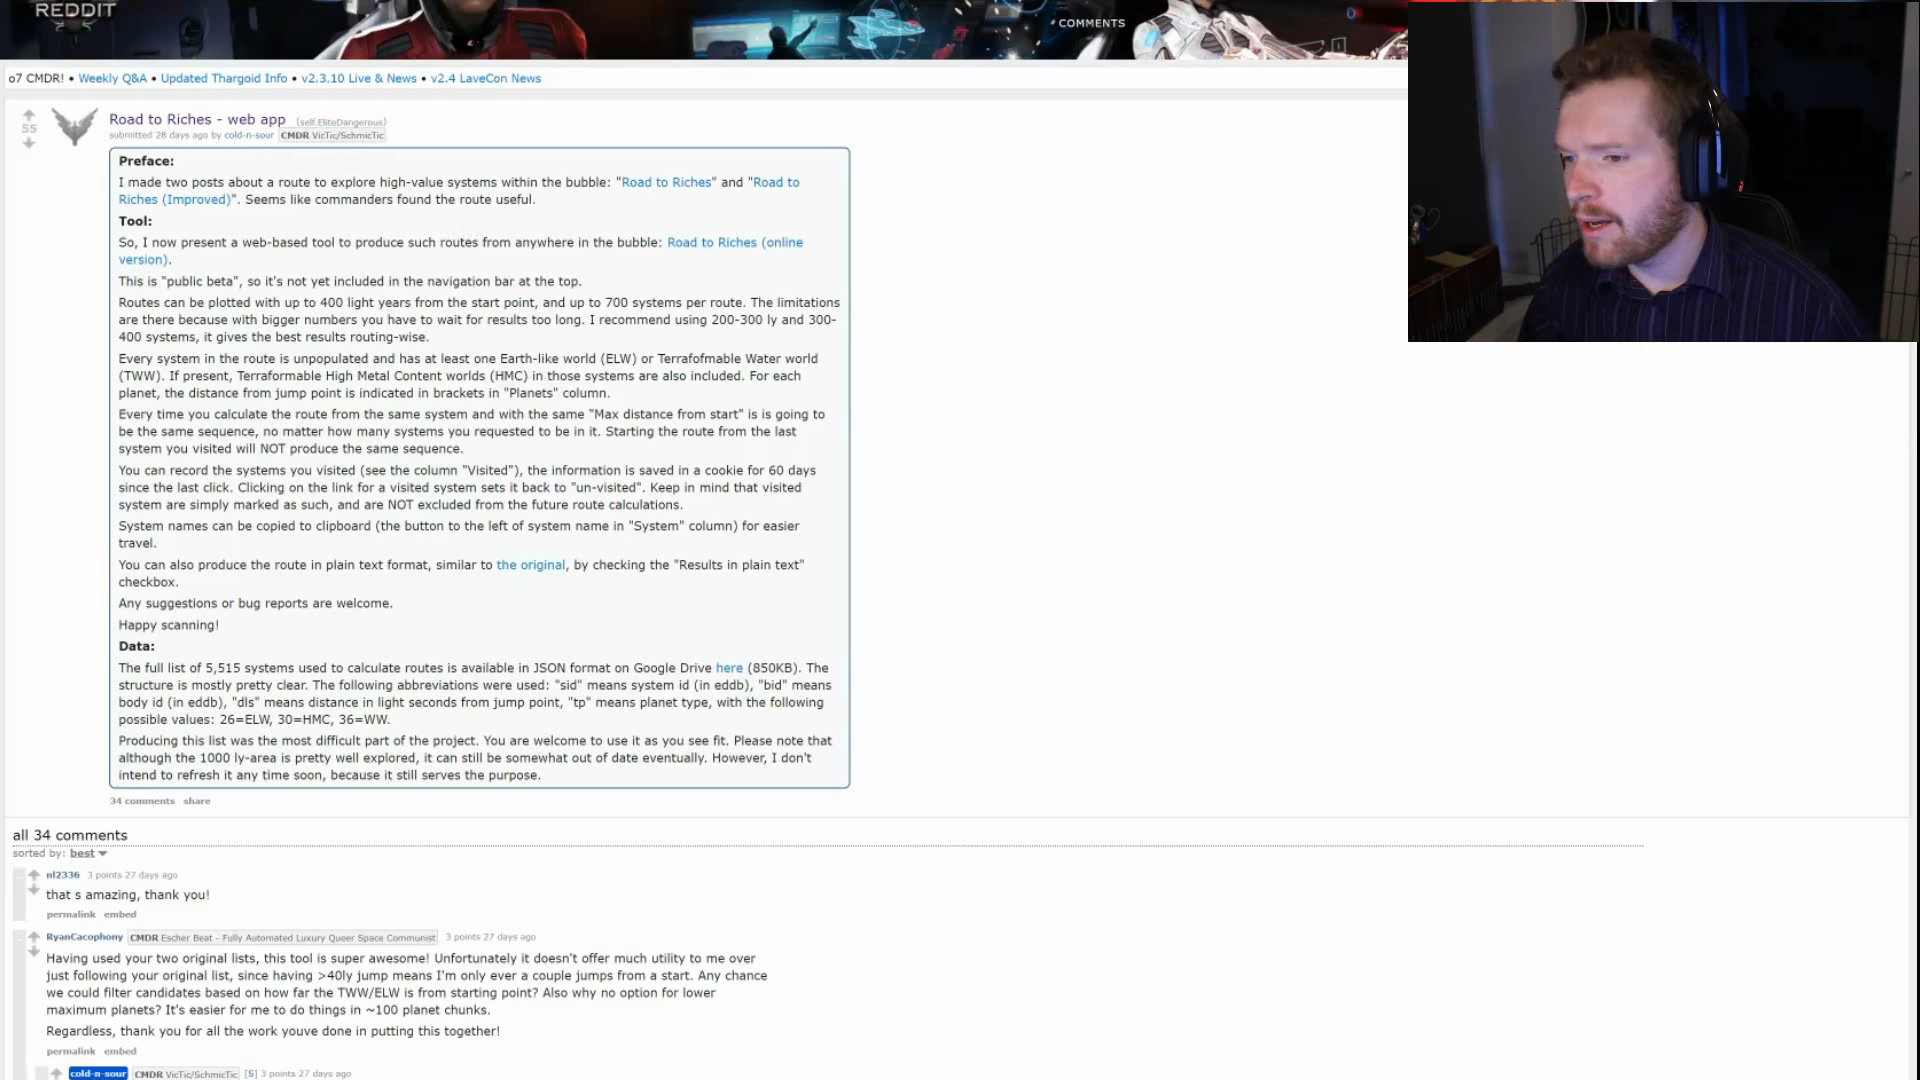 REDDIT
COMMENTS
o7 CMDR! • Weekly Q&A • Updated Thargoid Info • v2.3.10 Live & News • v2.4 LaveCon News
55
Road to Riches - web app (self.EliteDangerous)
submitted 28 days ago by cold-n-sour CMDR VicTic/SchmicTic
Preface:
I made two posts about a route to explore high-value systems within the bubble: "Road to Riches" and "Road to
Riches (Improved)". Seems like commanders found the route useful.
Tool:
So, I now present a web-based tool to produce such routes from anywhere in the bubble: Road to Riches (online
version).
This is "public beta", so it's not yet included in the navigation bar at the top.
Routes can be plotted with up to 400 light years from the start point, and up to 700 systems per route. The limitations
are there because with bigger numbers you have to wait for results too long. I recommend using 200-300 ly and 300-
400 systems, it gives the best results routing-wise.
Every system in the route is unpopulated and has at least one Earth-like world (ELW) or Terrafofmable Water world
(TWW). If present, Terraformable High Metal Content worlds (HMC) in those systems are also included. For each
planet, the distance from jump point is indicated in brackets in "Planets" column.
Every time you calculate the route from the same system and with the same "Max distance from start" is is going to
be the same sequence, no matter how many systems you requested to be in it. Starting the route from the last
system you visited will NOT produce the same sequence.
You can record the systems you visited (see the column "Visited"), the information is saved in a cookie for 60 days
since the last click. Clicking on the link for a visited system sets it back to "un-visited". Keep in mind that visited
system are simply marked as such, and are NOT excluded from the future route calculations.
System names can be copied to clipboard (the button to the left of system name in "System" column) for easier
travel.
You can also produce the route in plain text format, similar to the original, by checking the "Results in plain text"
checkbox.
Any suggestions or bug reports are welcome.
Happy scanning!
Data:
The full list of 5,515 systems used to calculate routes is available in JSON format on Google Drive here (850KB). The
structure is mostly pretty clear. The following abbreviations were used: "sid" means system id (in eddb), "bid" means
body id (in eddb), "dls" means distance in light seconds from jump point, "tp" means planet type, with the following
possible values: 26=ELW, 30=HMC, 36=WW.
Producing this list was the most difficult part of the project. You are welcome to use it as you see fit. Please note that
although the 1000 ly-area is pretty well explored, it can still be somewhat out of date eventually. However, I don't
intend to refresh it any time soon, because it still serves the purpose.
34 comments share
all 34 comments
sorted by: best
nl2336 3 points 27 days ago
that s amazing, thank you!
permalink embed
RyanCacophony CMDR Escher Beat - Fully Automated Luxury Queer Space Communist 3 points 27 days ago
Having used your two original lists, this tool is super awesome! Unfortunately it doesn't offer much utility to me over
just following your original list, since having >40ly jump means I'm only ever a couple jumps from a start. Any chance
we could filter candidates based on how far the TWW/ELW is from starting point? Also why no option for lower
maximum planets? It's easier for me to do things in ~100 planet chunks.
Regardless, thank you for all the work youve done in putting this together!
permalink embed
cold-n-sour CMDR VicTic/SchmicTic [S] 3 points 27 days ago